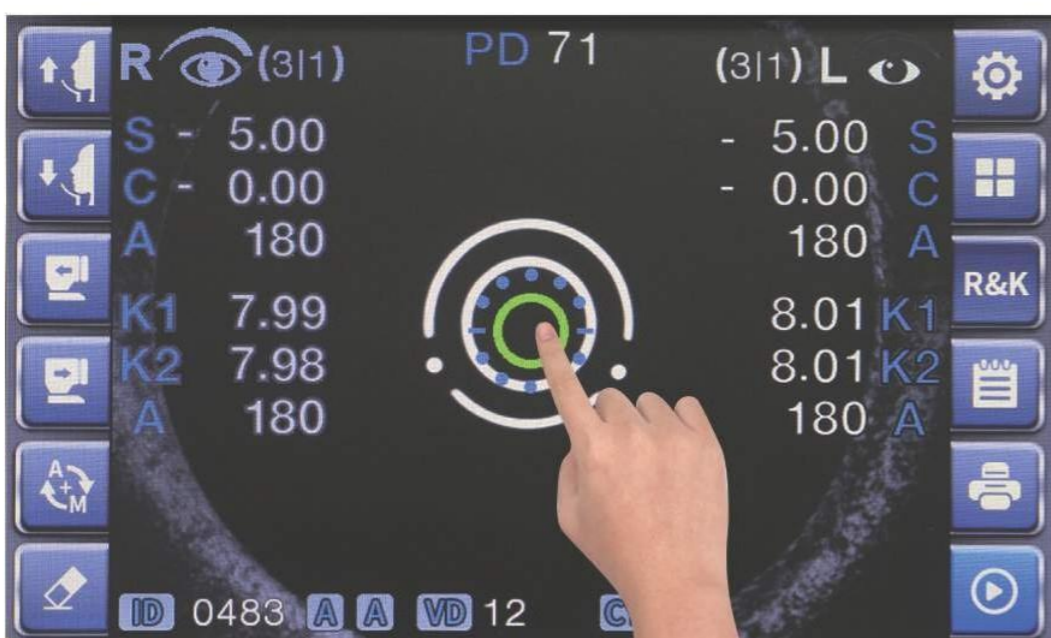 R (3|1) PD 71 (3|1) L
S - 5.00 - 5.00 S
C - 0.00 - 0.00 C
A 180 180 A
R&K
K1 7.99 8.01 K1
K2 7.98 8.01 K2
A 180 180 A
A + M
ID 0483 A A VD 12